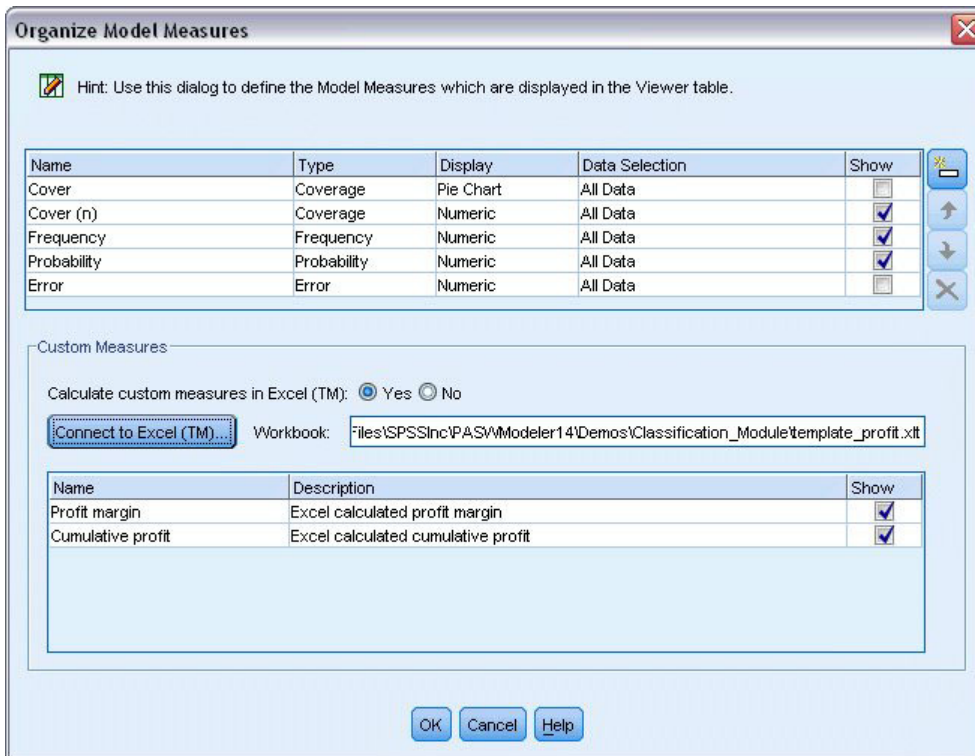 Organize Model Measures
Hint: Use this dialog to define the Model Measures which are displayed in the Viewer table.
Name Type Display Data Selection Show
Cover Coverage Pie Chart All Data
Cover (n) Coverage Numeric All Data
Frequency Frequency Numeric All Data
Probability Probability Numeric All Data
Error Error Numeric All Data
Custom Measures
Calculate custom measures in Excel (TM): Yes No
Connect to Excel (TM)... Workbook: Files\SPSSInc\PASWModeler14\Demos\Classification_Module\template_profit.xlt
Name Description Show
Profit margin Excel calculated profit margin
Cumulative profit Excel calculated cumulative profit
OK Cancel Help